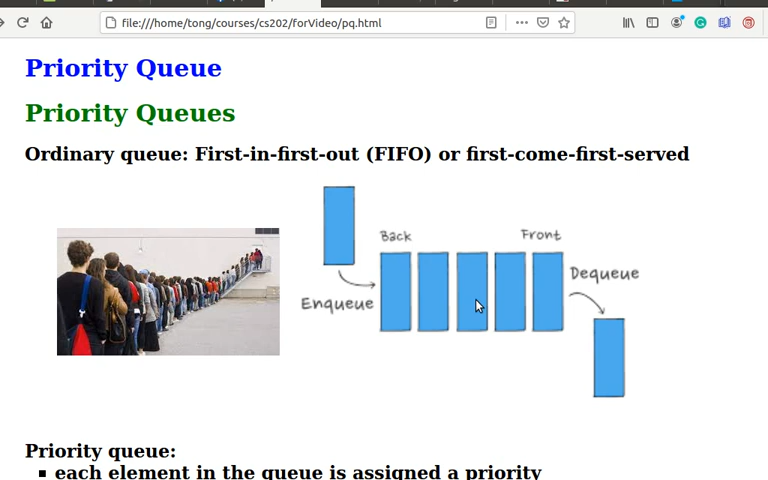 file:///home/tong/courses/cs202/forVideo/pq.html
Priority Queue
Priority Queues
Ordinary queue: First-in-first-out (FIFO) or first-come-first-served
Back
Front
Enqueue
Dequeue
Priority queue:
each element in the queue is assigned a priority